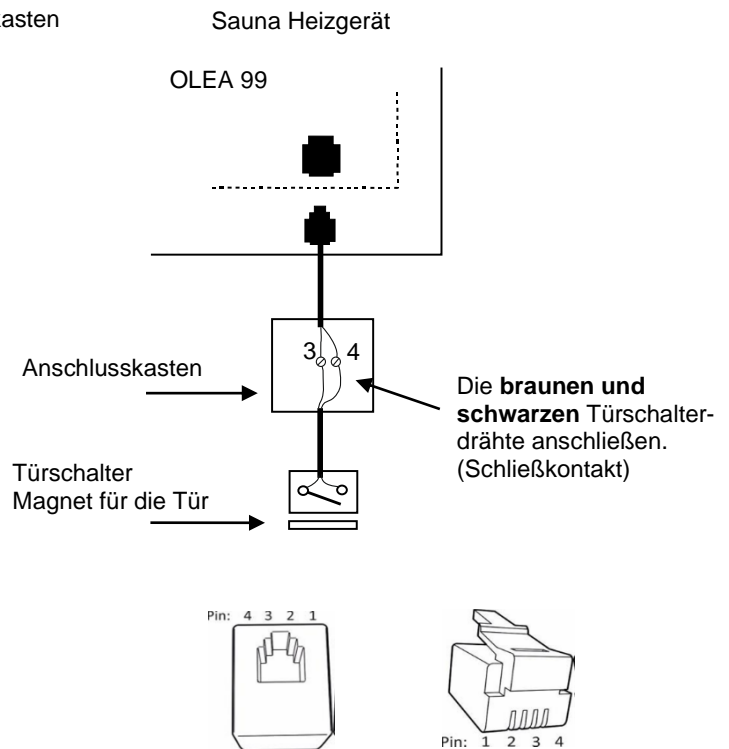 asten
Sauna Heizgerät
OLEA 99
3 4
Anschlusskasten
Die braunen und
schwarzen Türschalter-
drähte anschließen.
(Schließkontakt)
Türschalter
Magnet für die Tür
Pin: 4 3 2 1
Pin: 1 2 3 4